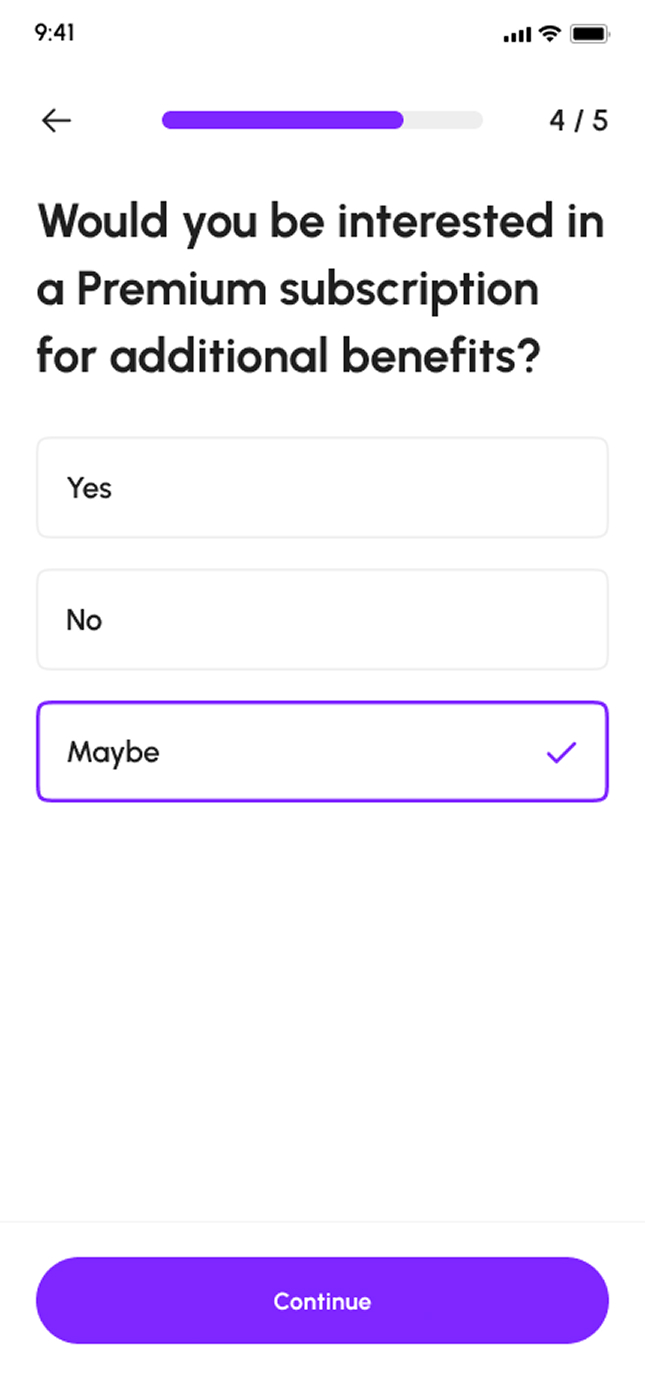 9:41
4 / 5
Would you be interested in
a Premium subscription
for additional benefits?
Yes
No
Maybe
Continue